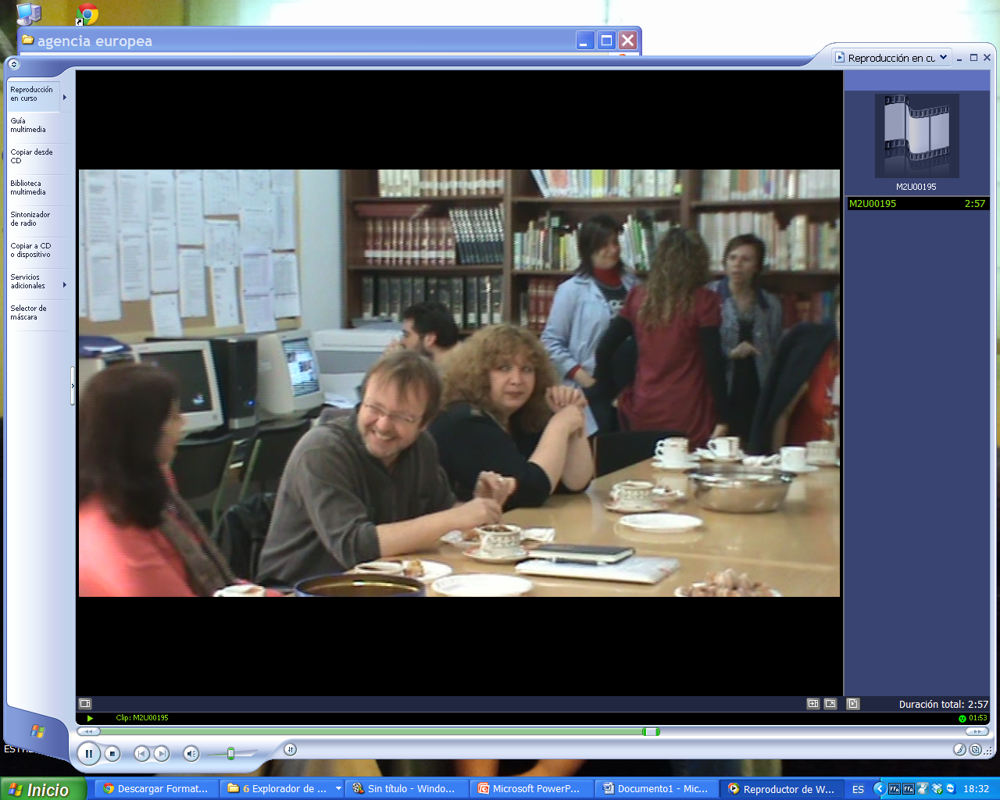 agencia europea
Reproducción en cu
Reproducción
en curso
Guía
multimedia
Copiar desde
CD
Biblioteca
multimedia
Sintonizador
de radio
Copiar a CD
o dispositivo
Servicios
adicionales
Selector de
máscara
M2U00195
M2U00195 2:57
Duración total: 2:57
Clip: M2U00195
01:53
Inicio
Descargar Format...
6 Explorador de ...
Sin título - Windo...
Microsoft PowerP...
Documento1 - Mic...
Reproductor de W...
ES
18:32